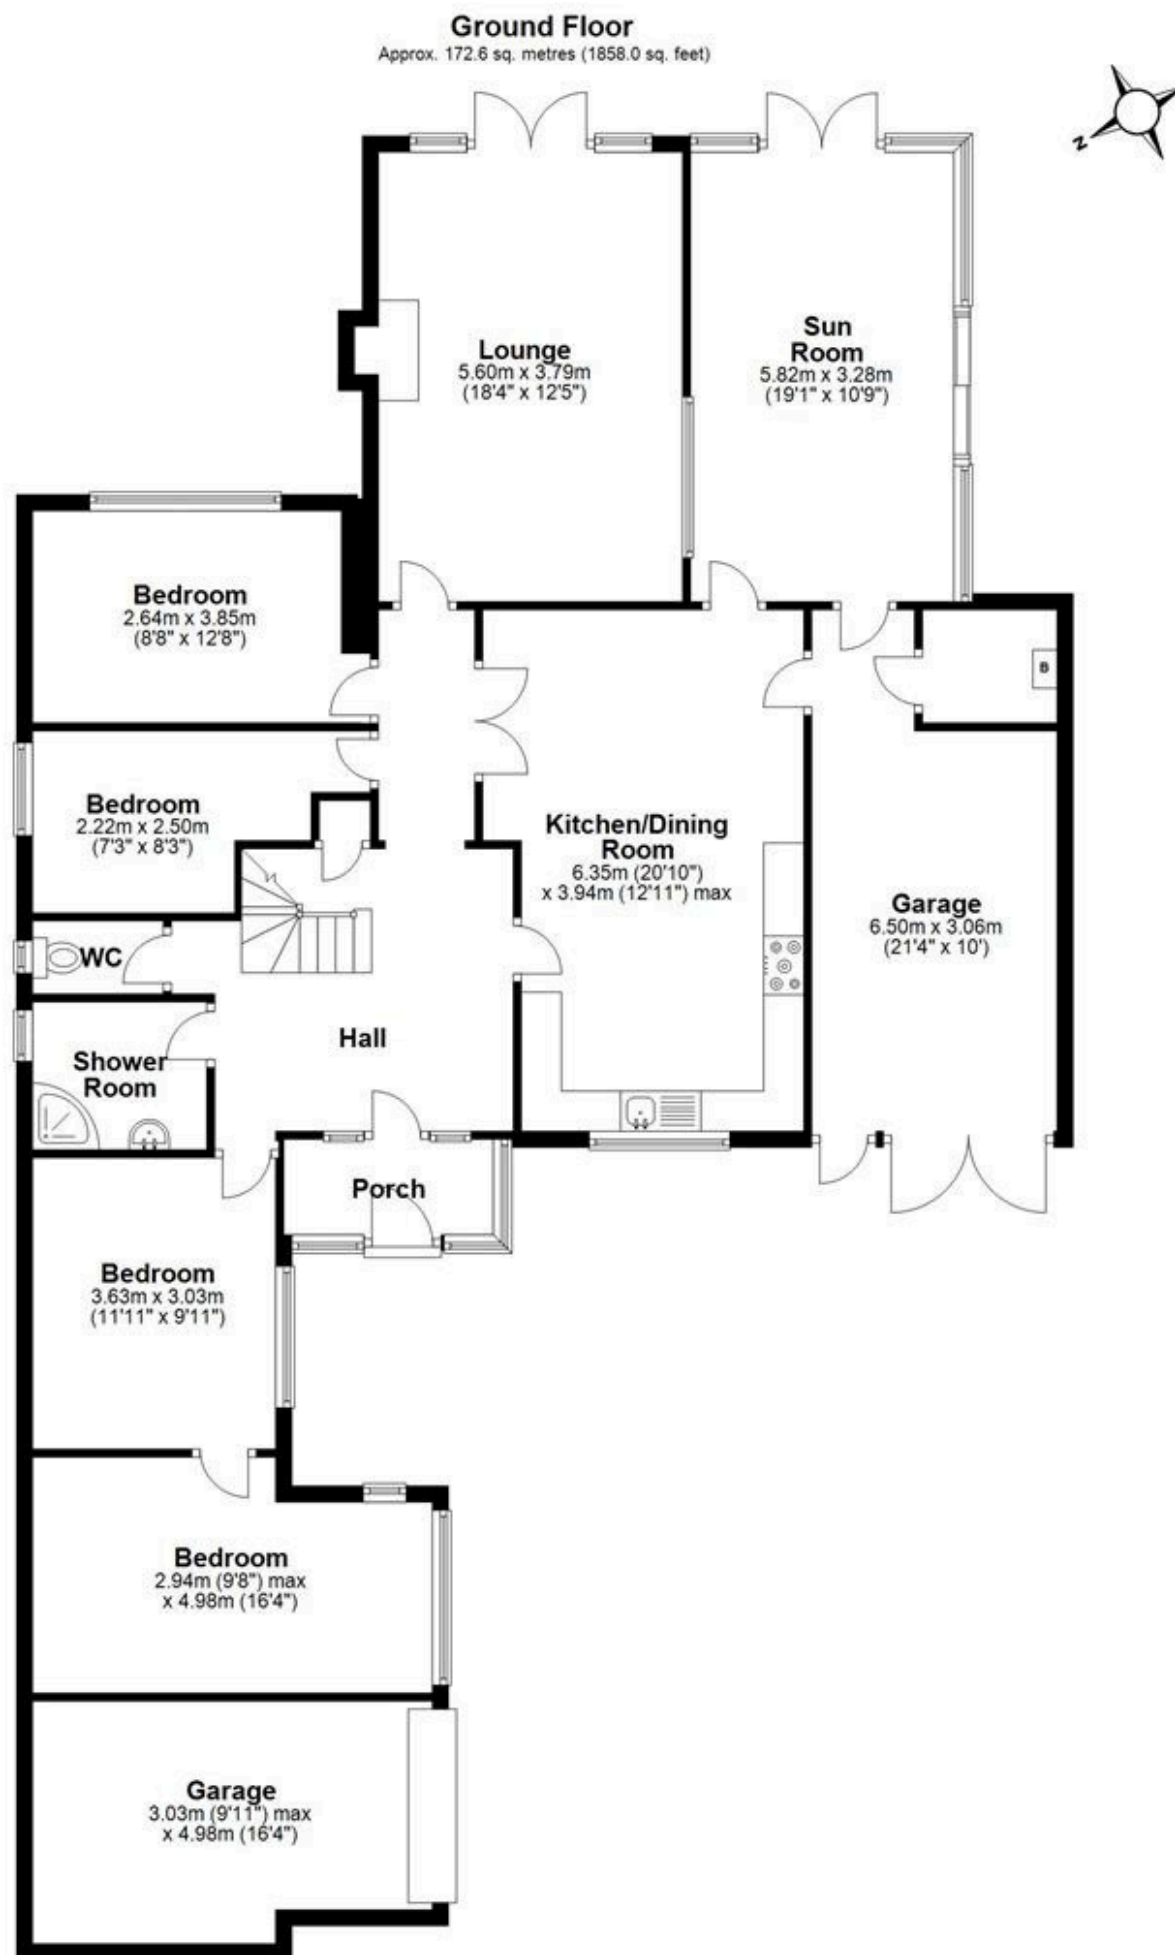 Ground Floor
Approx. 172.6 sq. metres (1858.0 sq. feet)
N
Lounge
5.60m x 3.79m
(18'4" x 12'5")
Sun
Room
5.82m x 3.28m
(19'1" x 10'9")
Bedroom
2.64m x 3.85m
(8'8" x 12'8")
B
Bedroom
2.22m x 2.50m
(7'3" x 8'3")
Kitchen/Dining
Room
6.35m (20'10")
x 3.94m (12'11") max
Garage
6.50m x 3.06m
(21'4" x 10')
WC
Hall
Shower
Room
Porch
Bedroom
3.63m x 3.03m
(11'11" x 9'11")
Bedroom
2.94m (9'8") max
x 4.98m (16'4")
Garage
3.03m (9'11") max
x 4.98m (16'4")